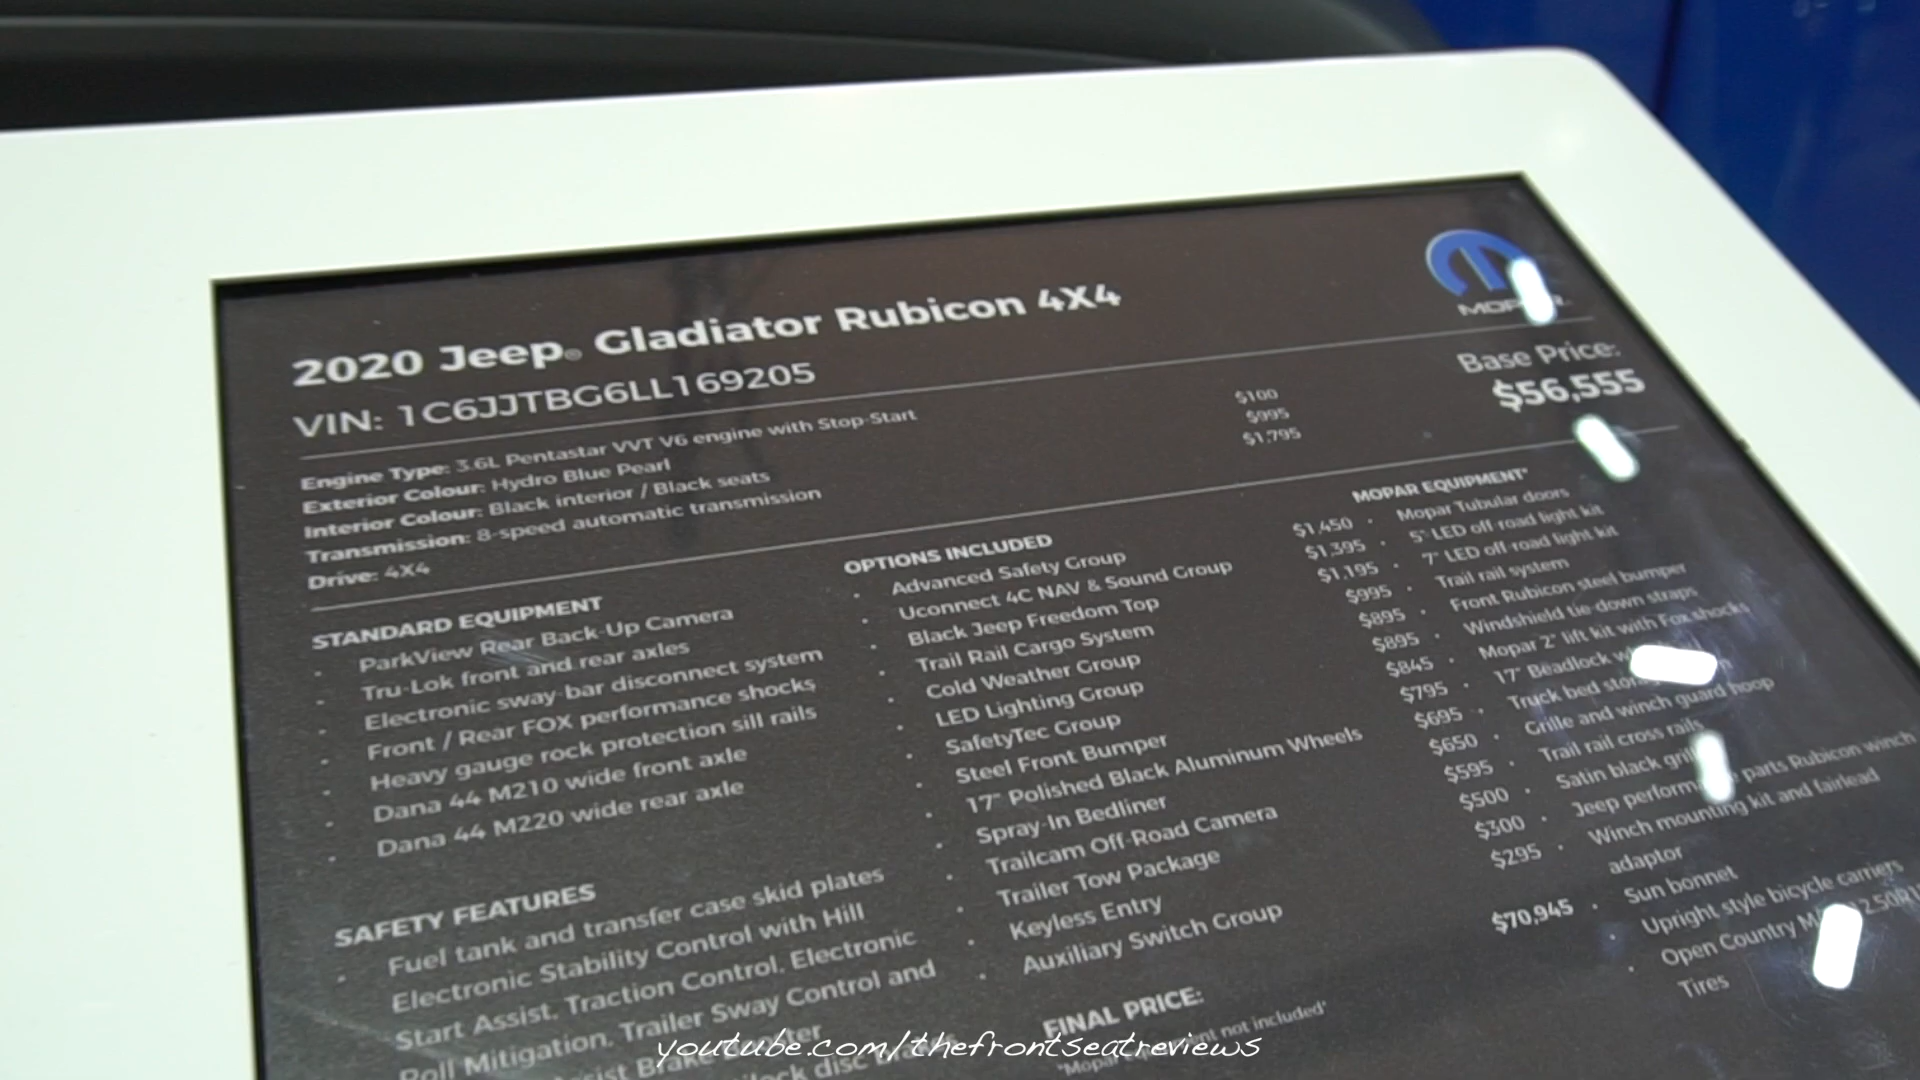 2020 Jeep® Gladiator Rubicon 4X4
VIN: 1C6JJTBG6LL169205
MOPAR
Base Price:
$56,555
Engine Type: 3.6L Pentastar VVT V6 engine with Stop-Start
Exterior Colour: Hydro Blue Pearl $100
Interior Colour: Black interior / Black seats $995
Transmission: 8-speed automatic transmission $1,795
Drive: 4X4
STANDARD EQUIPMENT
· ParkView Rear Back-Up Camera
· Tru-Lok front and rear axles
· Electronic sway-bar disconnect system
· Front / Rear FOX performance shocks
· Heavy gauge rock protection sill rails
· Dana 44 M210 wide front axle
· Dana 44 M220 wide rear axle
SAFETY FEATURES
· Fuel tank and transfer case skid plates
Electronic Stability Control with Hill
Start Assist, Traction Control, Electronic
Roll Mitigation, Trailer Sway Control and
OPTIONS INCLUDED
· Advanced Safety Group $1,450
· Uconnect 4C NAV & Sound Group $1,395
· Black Jeep Freedom Top $1,195
· Trail Rail Cargo System $995
· Cold Weather Group $895
· LED Lighting Group $895
· SafetyTec Group $845
· Steel Front Bumper $795
· 17" Polished Black Aluminum Wheels $695
· Spray-In Bedliner $650
· Trailcam Off-Road Camera $595
· Trailer Tow Package $500
· Keyless Entry $300
· Auxiliary Switch Group $295
FINAL PRICE: $70,945
not included*
MOPAR EQUIPMENT*
· Mopar Tubular doors
· 5" LED off-road light kit
· 7" LED off-road light kit
· Trail rail system
· Front Rubicon steel bumper
· Windshield tie-down straps
· Mopar 2" lift kit with Fox shocks
· 17" Beadlock
· Truck bed
· Grille and winch guard hoop
· Trail rail cross rails
· Satin black
· Jeep parts Rubicon winch
· Winch mounting kit and fairlead
adaptor
· Sun bonnet
· Upright style bicycle carriers
· Open Country
Tires
youtube.com/thefrontseatreviews